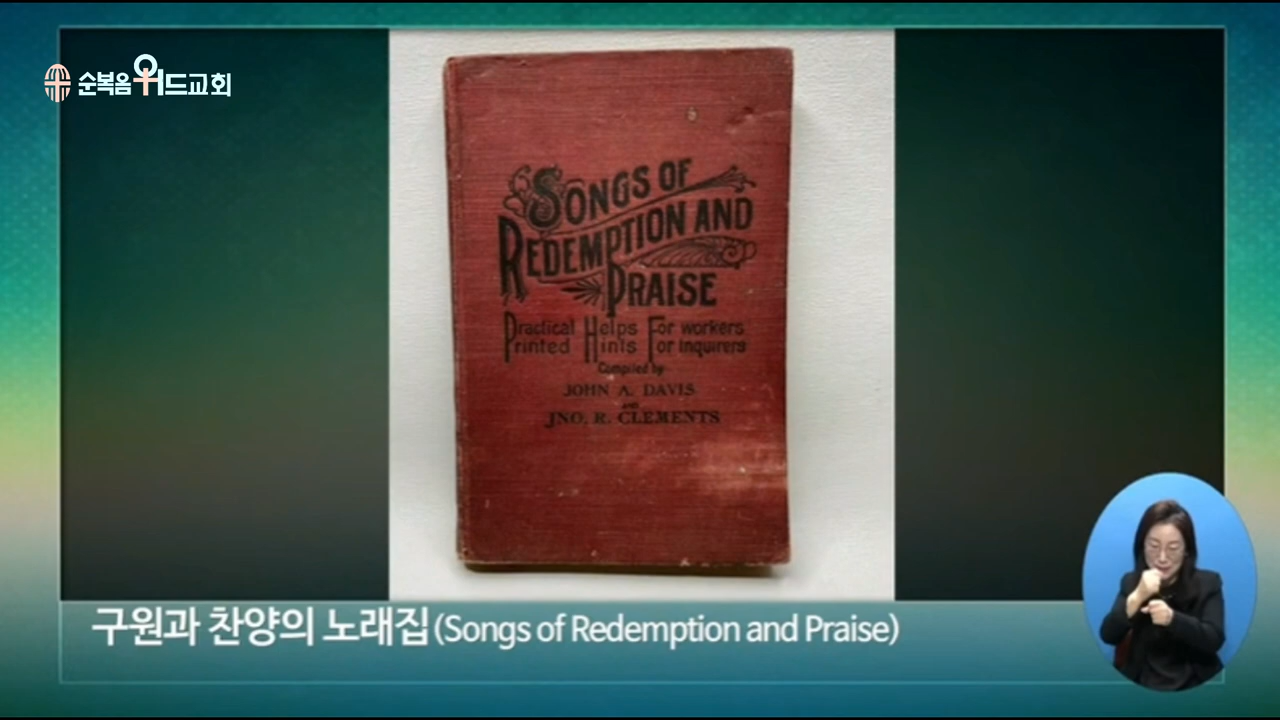 순복음위드교회
SONGS OF
REDEMPTION AND
PRAISE
Practical Helps For workers
Printed Hints For Inquirers
Compiled by
JOHN A. DAVIS
AND
JNO. R. CLEMENTS
구원과 찬양의 노래집(Songs of Redemption and Praise)